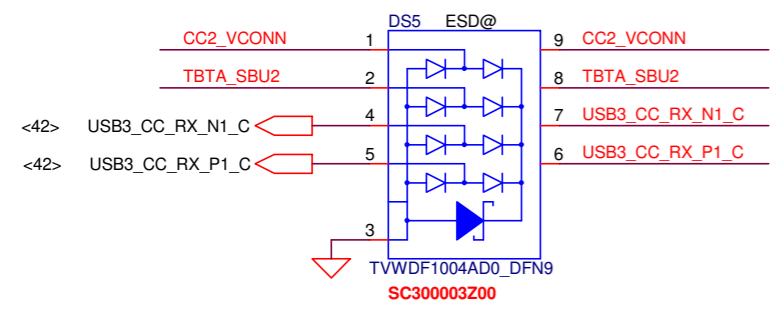 DS5 ESD@
CC2_VCONN 1 9 CC2_VCONN
TBTA_SBU2 2 8 TBTA_SBU2
<42> USB3_CC_RX_N1_C 4 7 USB3_CC_RX_N1_C
<42> USB3_CC_RX_P1_C 5 6 USB3_CC_RX_P1_C
3
TVWDF1004AD0_DFN9
SC300003Z00